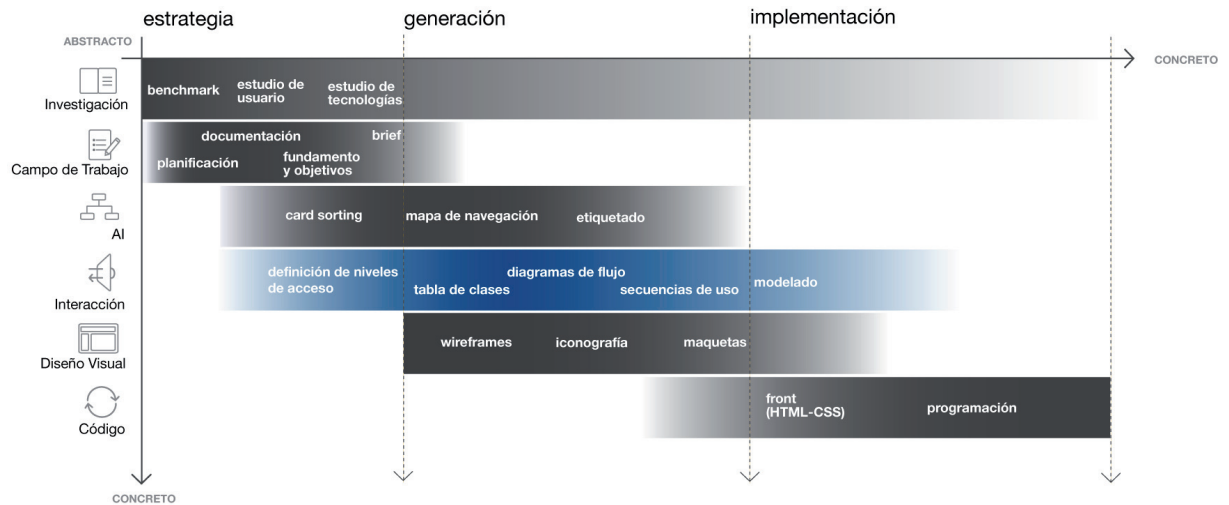 estrategia
generación
implementación
ABSTRACTO
CONCRETO
Investigación
benchmark
estudio de
usuario
estudio de
tecnologías
Campo de Trabajo
documentación
brief
planificación
fundamento
y objetivos
AI
card sorting
mapa de navegación
etiquetado
Interacción
definición de niveles
de acceso
tabla de clases
diagramas de flujo
secuencias de uso
modelado
Diseño Visual
wireframes
iconografía
maquetas
Código
front
(HTML-CSS)
programación
CONCRETO